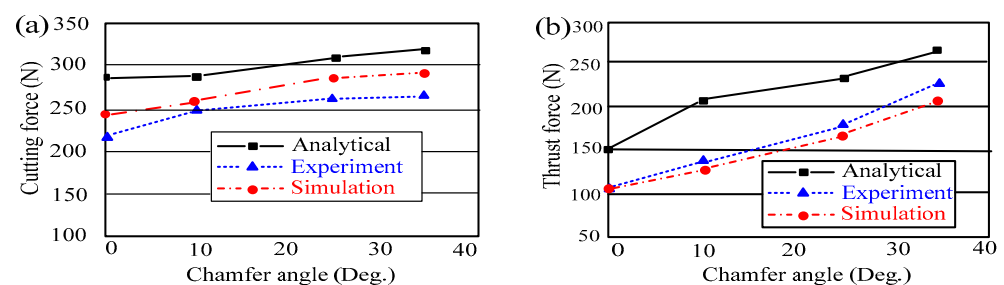 (a)
350
300
250
200
150
100
Cutting force (N)
Analytical
Experiment
Simulation
0 10 20 30 40
Chamfer angle (Deg.)
(b)
300
250
200
150
100
50
Thrust force (N)
Analytical
Experiment
Simulation
0 10 20 30 40
Chamfer angle (Deg.)